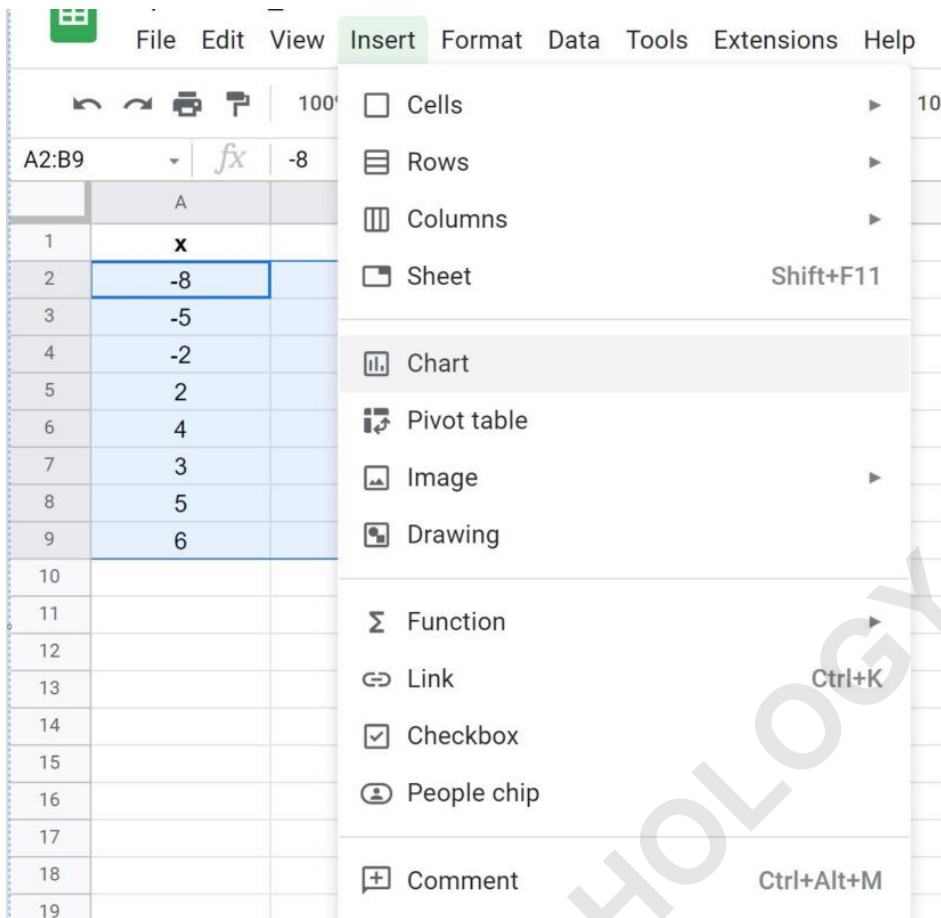 File Edit View Insert Format Data Tools Extensions Help
100%
10
A2:B9 fx -8
A
1 x
2 -8
3 -5
4 -2
5 2
6 4
7 3
8 5
9 6
10
11
12
13
14
15
16
17
18
19
Cells
Rows
Columns
Sheet Shift+F11
Chart
Pivot table
Image
Drawing
Σ Function
Link Ctrl+K
Checkbox
People chip
Comment Ctrl+Alt+M
HOLOGY